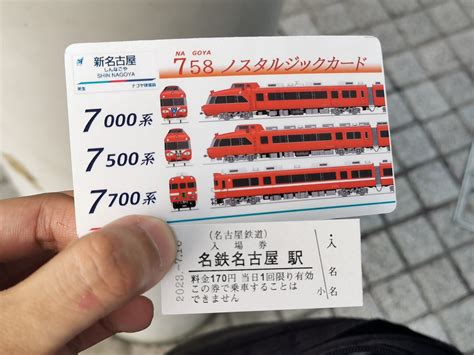 新名古屋
しんなごや
SHIN NAGOYA
NA GOYA
758 ノスタルジックカード
7000系
7500系
7700系
2023.-7.16
(名古屋鉄道)
入場券
名鉄名古屋 駅
料金170円 当日1回限り有効
この券で乗車することは
できません
入
名
名
小